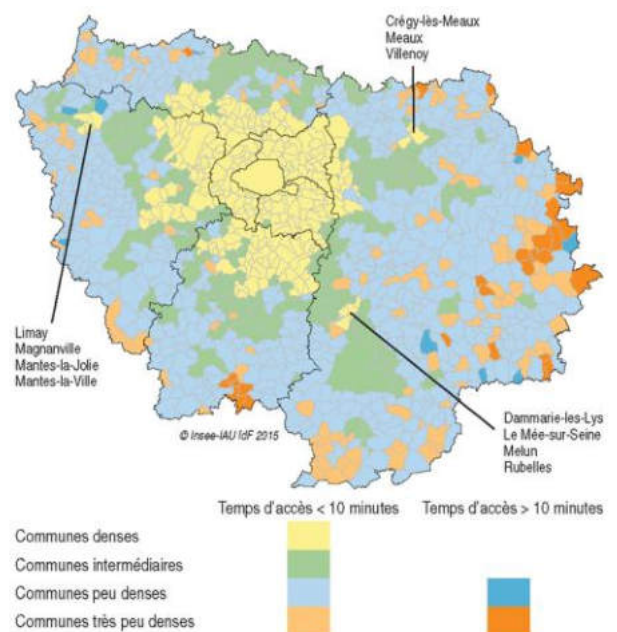 Crégy-lès-Meaux
Meaux
Villenoy
Limay
Magnanville
Mantes-la-Jolie
Mantes-la-Ville
Dammarie-les-Lys
Le Mée-sur-Seine
Melun
Rubelles
© Insee-IAU ÎdF 2015
Temps d'accès < 10 minutes Temps d'accès > 10 minutes
Communes denses
Communes intermédiaires
Communes peu denses
Communes très peu denses